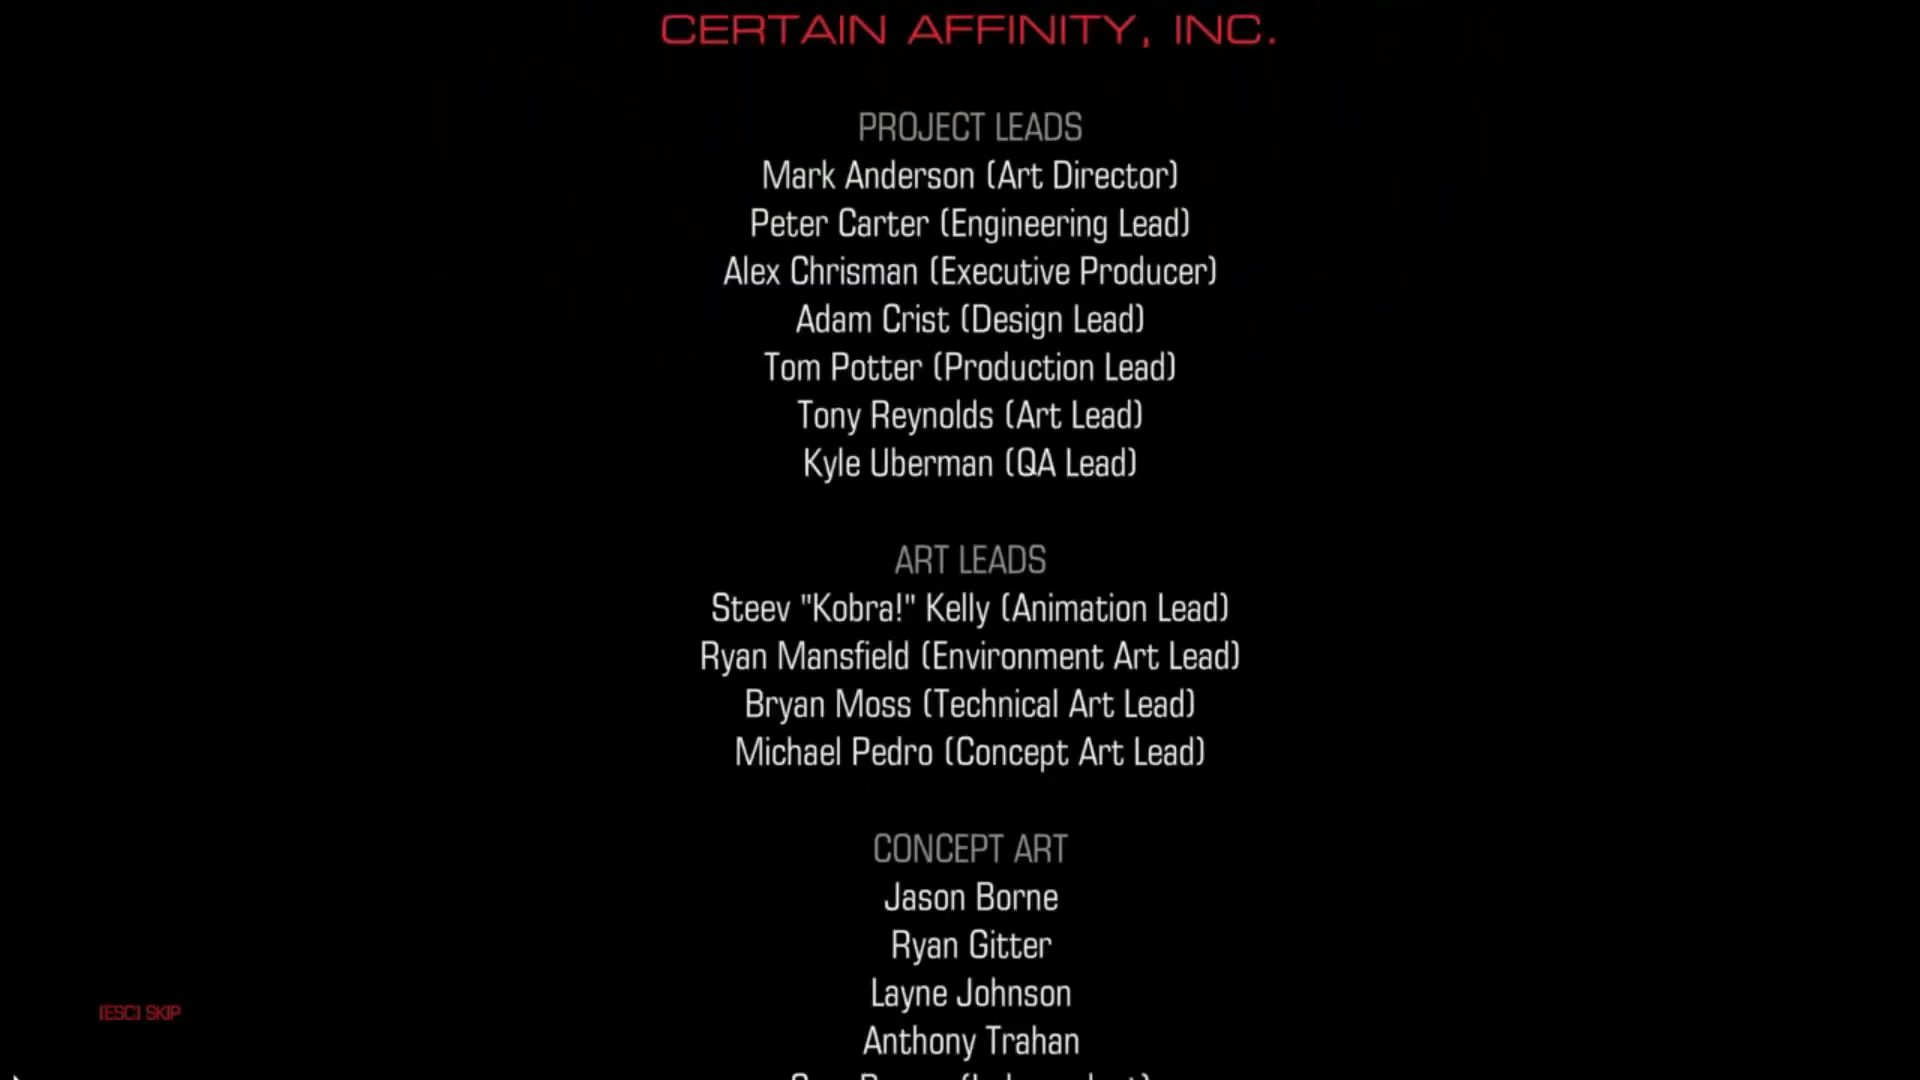 CERTAIN AFFINITY, INC.
PROJECT LEADS
Mark Anderson (Art Director)
Peter Carter (Engineering Lead)
Alex Chrisman (Executive Producer)
Adam Crist (Design Lead)
Tom Potter (Production Lead)
Tony Reynolds (Art Lead)
Kyle Uberman (QA Lead)
ART LEADS
Steev "Kobra!" Kelly (Animation Lead)
Ryan Mansfield (Environment Art Lead)
Bryan Moss (Technical Art Lead)
Michael Pedro (Concept Art Lead)
CONCEPT ART
Jason Borne
Ryan Gitter
Layne Johnson
Anthony Trahan
[ESC] SKIP